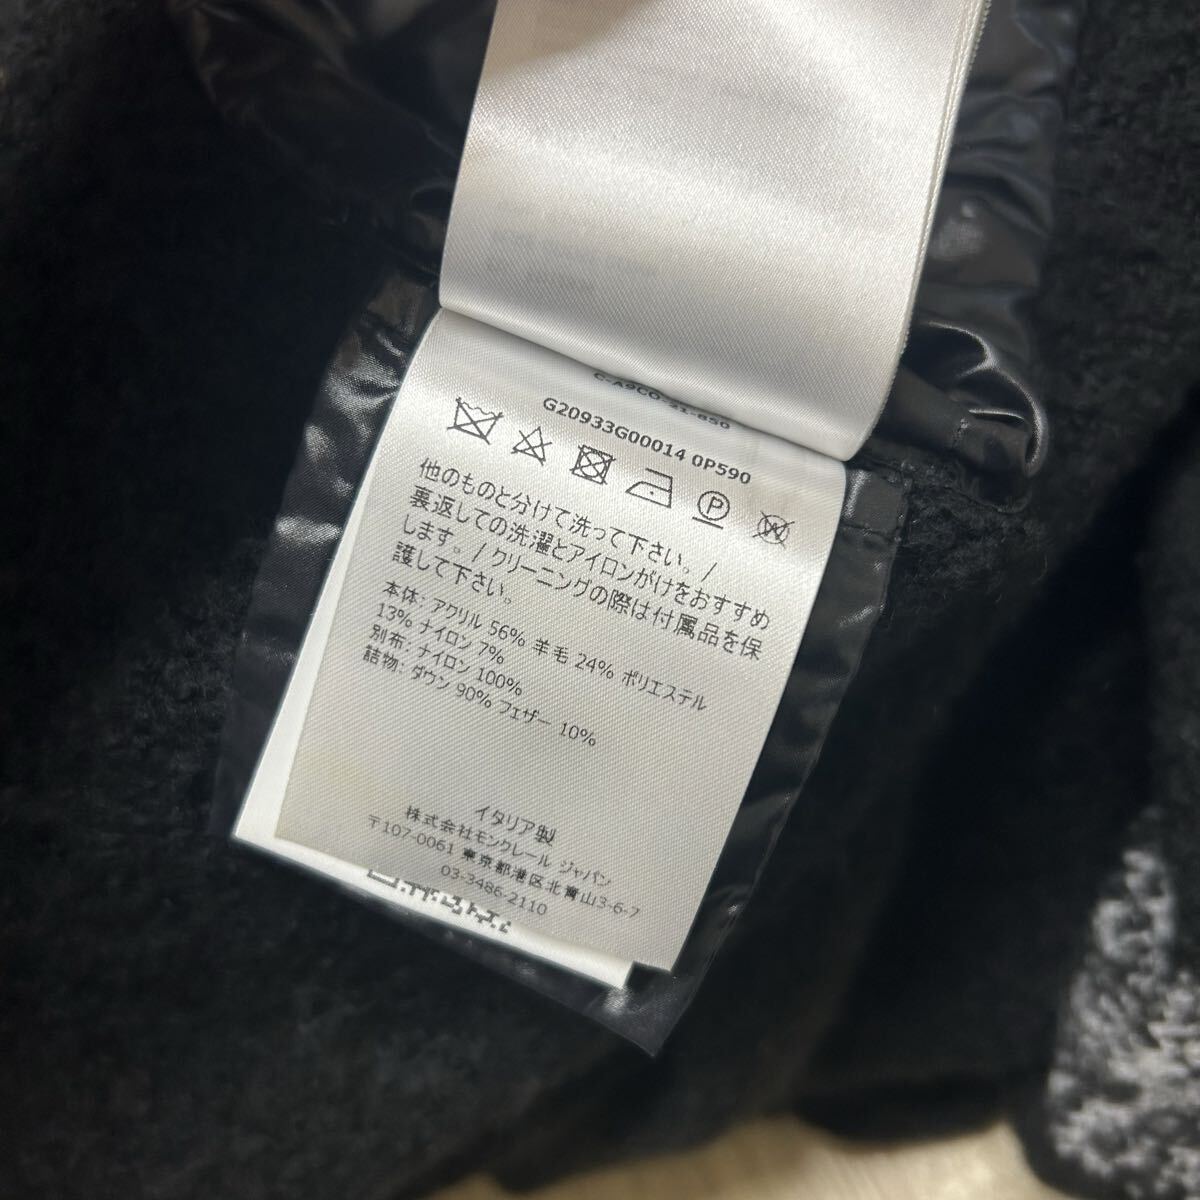 C-A9CO-21-850
G20933G00014 0P590
P
W
他のものと分けて洗って下さい。/
裏返しての洗濯とアイロンがけをおすすめ
します。/ クリーニングの際は付属品を保
護して下さい。
本体: アクリル 56% 羊毛 24% ポリエステル
13% ナイロン 7%
別布: ナイロン 100%
詰物: ダウン 90% フェザー 10%
イタリア製
株式会社モンクレール ジャパン
〒107-0061 東京都港区北青山3-6-7
03-3486-2110